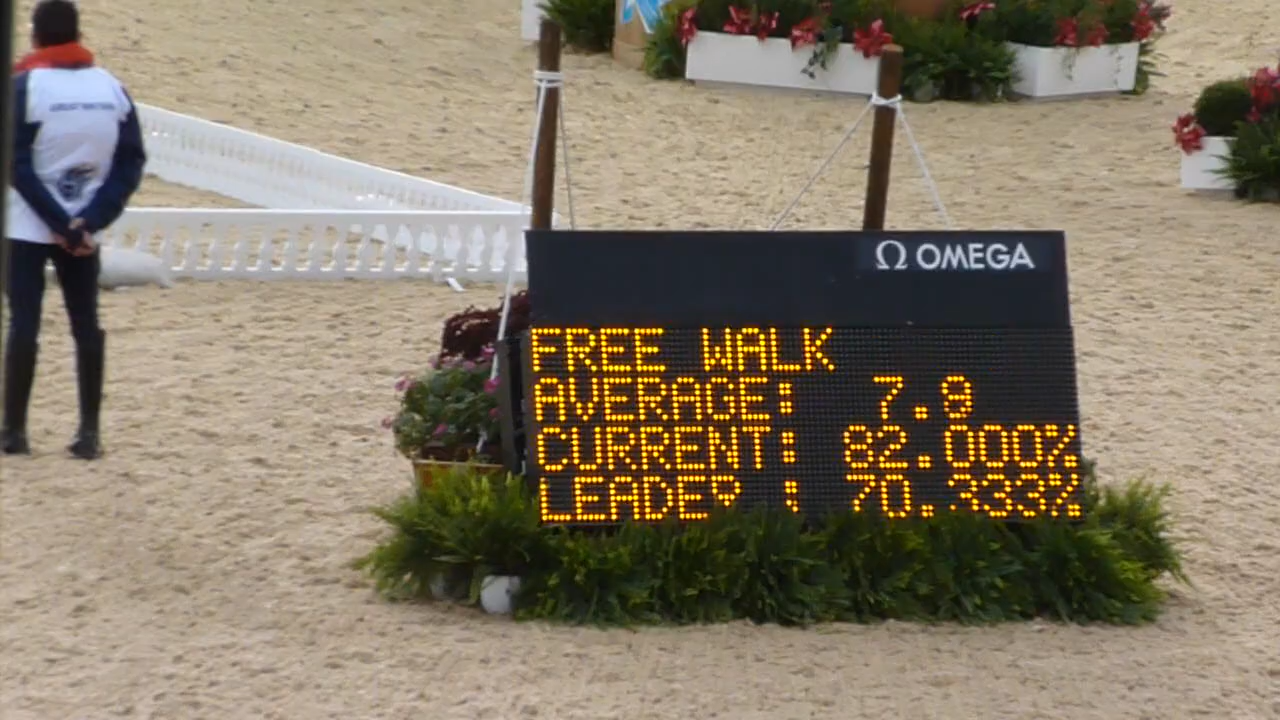 Ω OMEGA
FREE WALK
AVERAGE: 7.9
CURRENT: 82.000%
LEADER : 70.333%